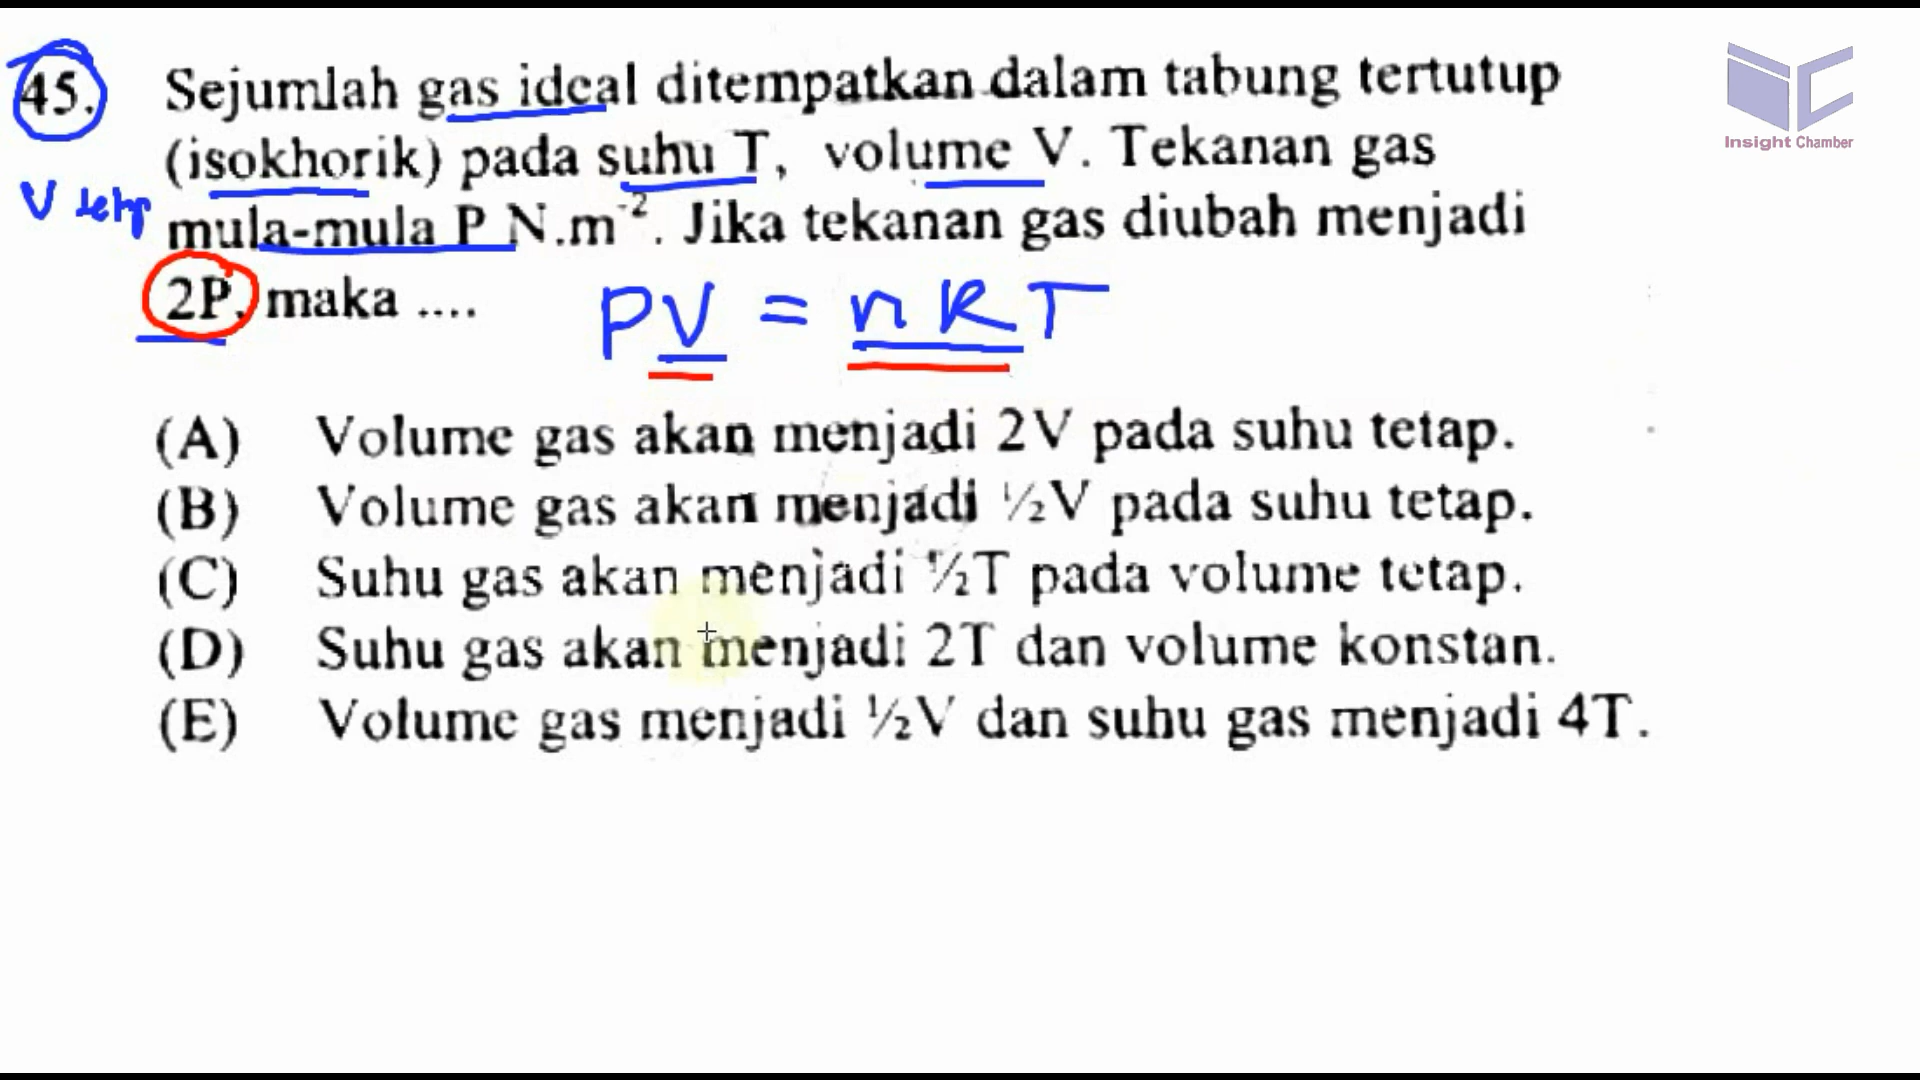 45. Sejumlah gas ideal ditempatkan dalam tabung tertutup
(isokhorik) pada suhu T, volume V. Tekanan gas
V tetap
mula-mula P N.m⁻². Jika tekanan gas diubah menjadi
2P, maka ....
PV = nRT
(A) Volume gas akan menjadi 2V pada suhu tetap.
(B) Volume gas akan menjadi ½V pada suhu tetap.
(C) Suhu gas akan menjadi ½T pada volume tetap.
(D) Suhu gas akan menjadi 2T dan volume konstan.
(E) Volume gas menjadi ½V dan suhu gas menjadi 4T.
Insight Chamber